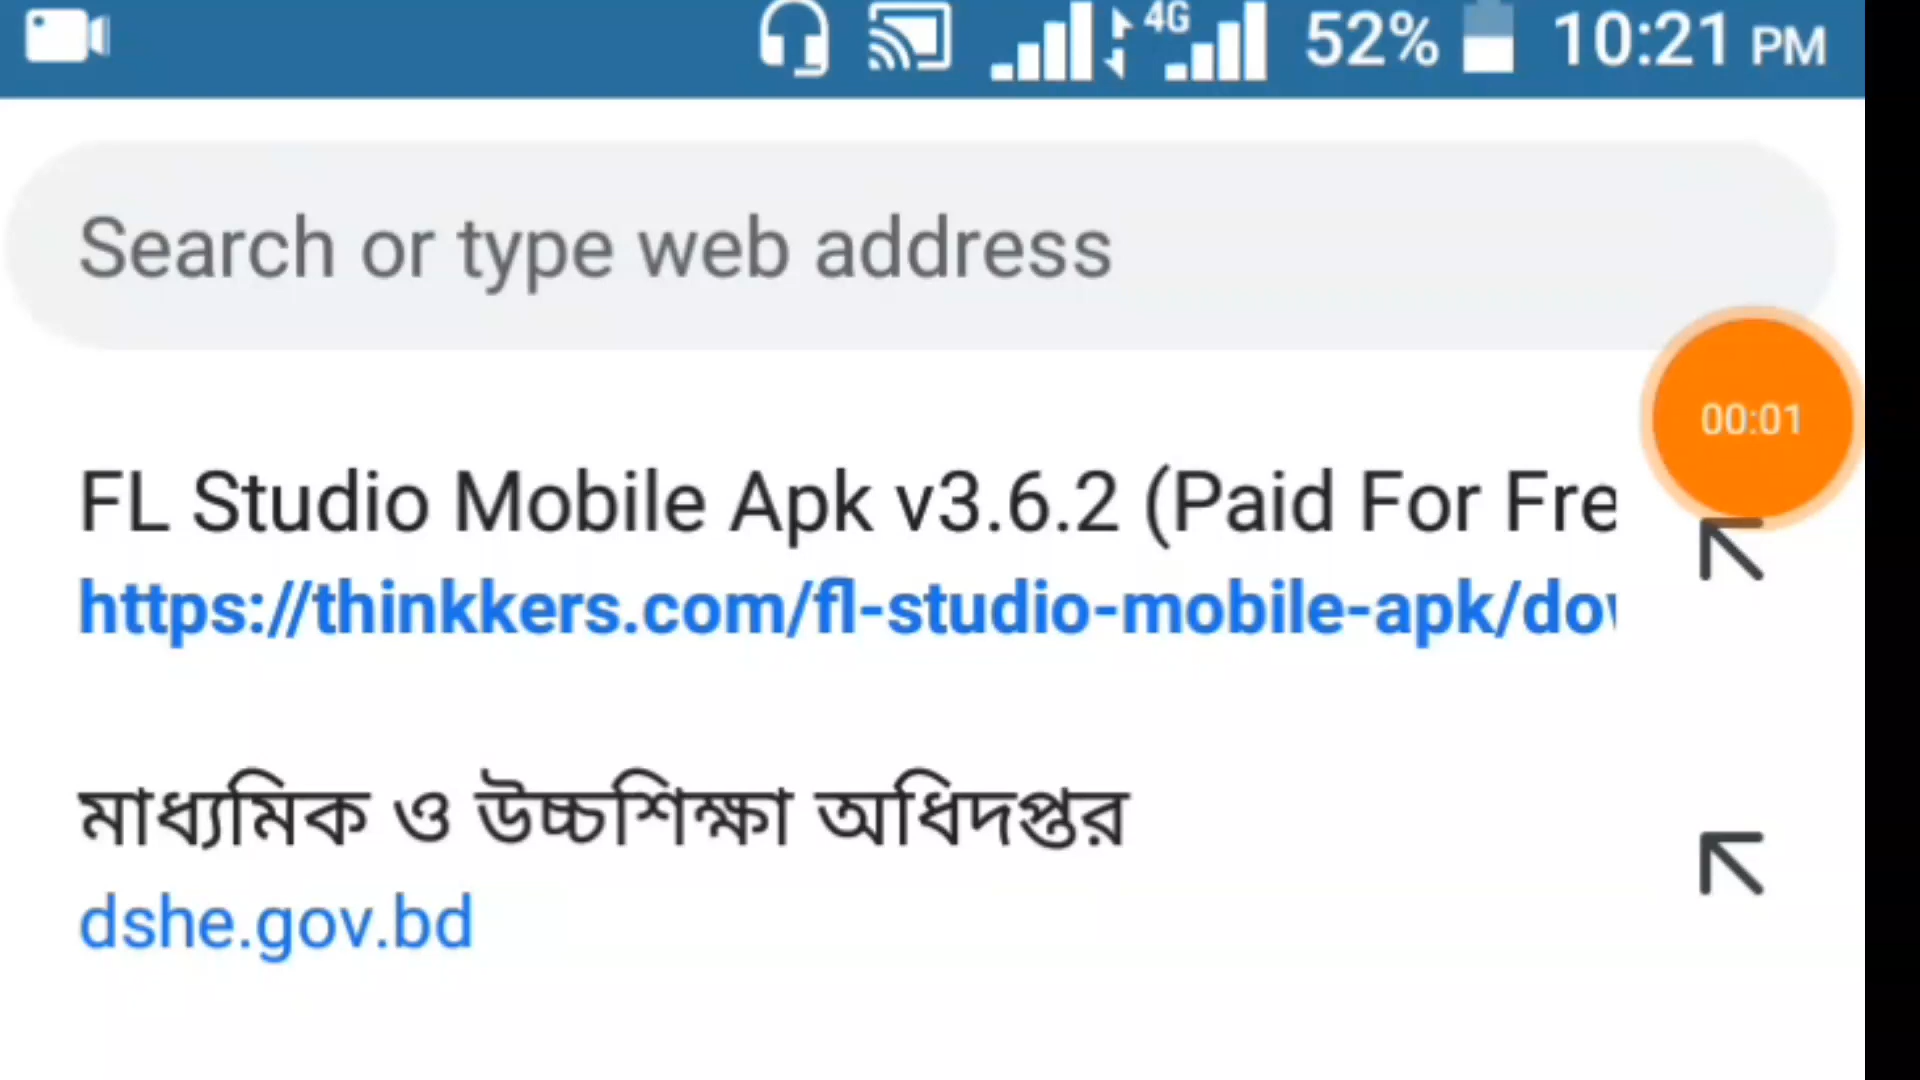 4G 52% 10:21 PM
Search or type web address
00:01
FL Studio Mobile Apk v3.6.2 (Paid For Fre
https://thinkkers.com/fl-studio-mobile-apk/do
মাধ্যমিক ও উচ্চশিক্ষা অধিদপ্তর
dshe.gov.bd